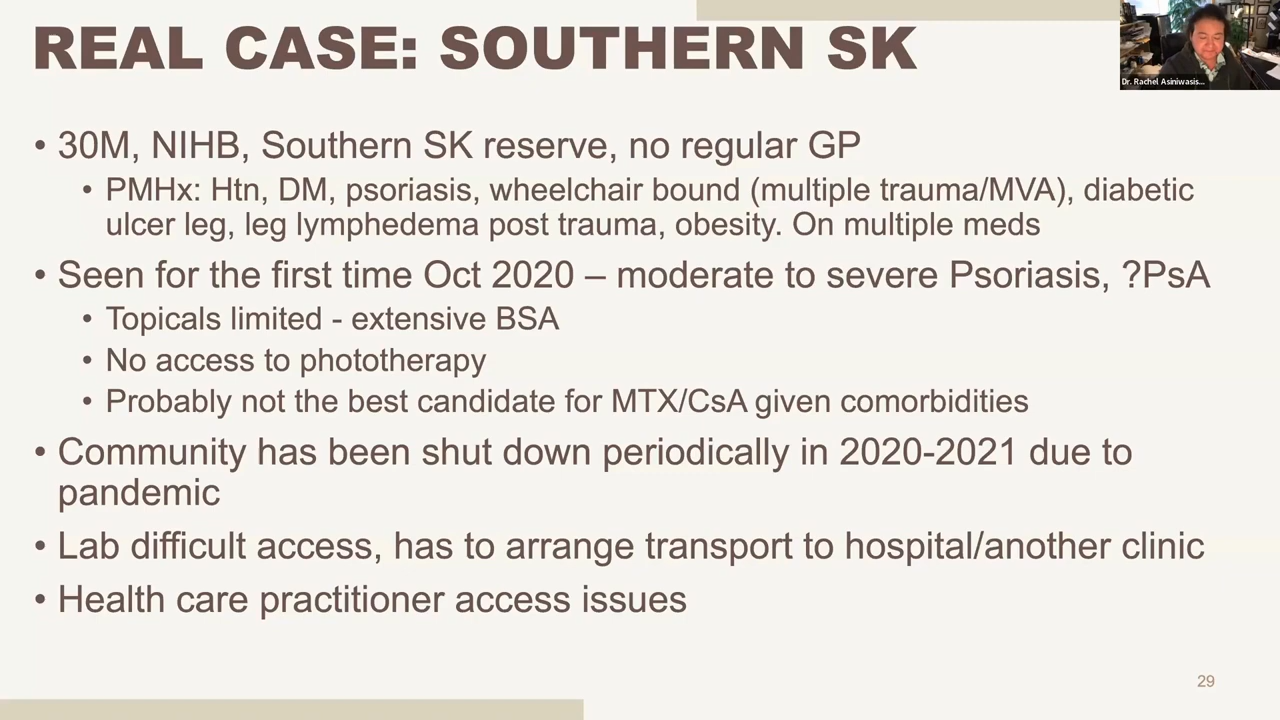 REAL CASE: SOUTHERN SK
Dr. Rachel Asiniwasis...
• 30M, NIHB, Southern SK reserve, no regular GP
• PMHx: Htn, DM, psoriasis, wheelchair bound (multiple trauma/MVA), diabetic
ulcer leg, leg lymphedema post trauma, obesity. On multiple meds
• Seen for the first time Oct 2020 – moderate to severe Psoriasis, ?PsA
• Topicals limited - extensive BSA
• No access to phototherapy
• Probably not the best candidate for MTX/CsA given comorbidities
• Community has been shut down periodically in 2020-2021 due to
pandemic
• Lab difficult access, has to arrange transport to hospital/another clinic
• Health care practitioner access issues
29